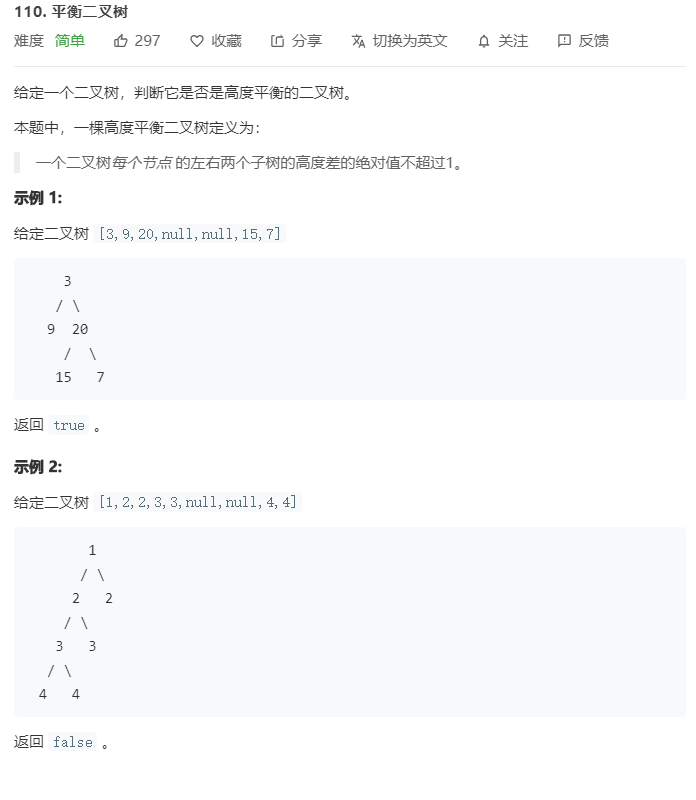 110. 平衡二叉树
难度 简单 297 收藏 分享 切换为英文 关注 反馈
给定一个二叉树，判断它是否是高度平衡的二叉树。
本题中，一棵高度平衡二叉树定义为：
一个二叉树每个节点 的左右两个子树的高度差的绝对值不超过1。
示例 1:
给定二叉树 [3,9,20,null,null,15,7]
3
/ \
9 20
/ \
15 7
返回 true 。
示例 2:
给定二叉树 [1,2,2,3,3,null,null,4,4]
1
/ \
2 2
/ \
3 3
/ \
4 4
返回 false 。